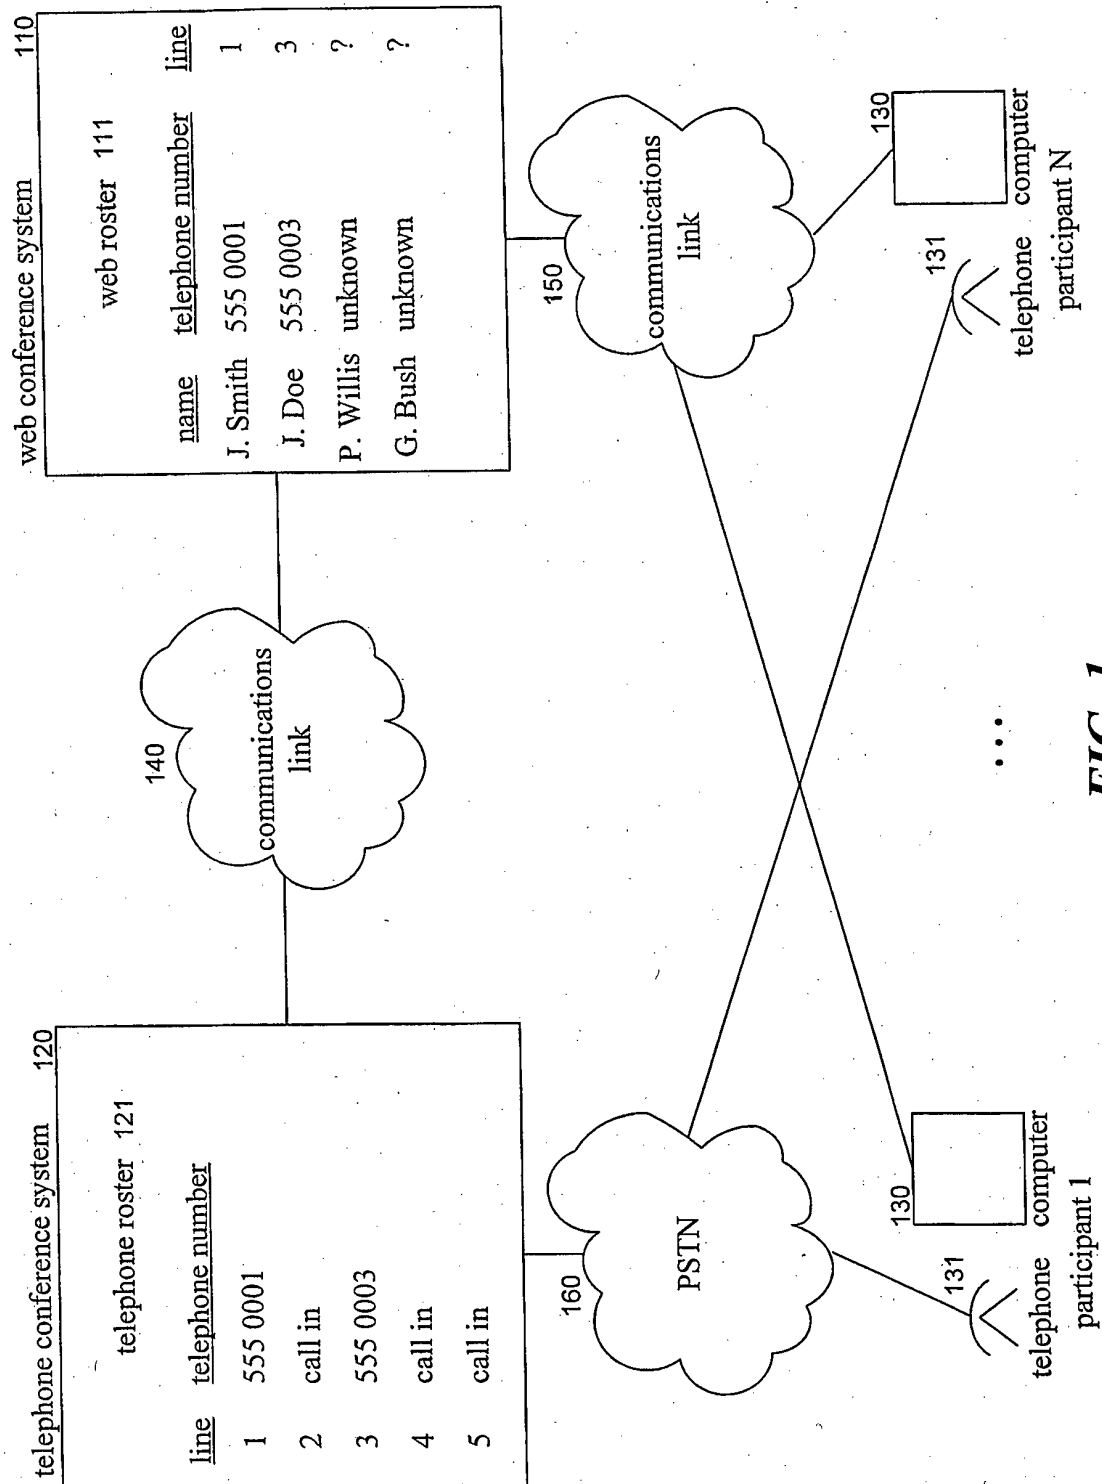 telephone conference system 120
telephone roster 121
line telephone number
1 555 0001
2 call in
3 555 0003
4 call in
5 call in
140
communications
link
web conference system 110
web roster 111
name telephone number line
J. Smith 555 0001 1
J. Doe 555 0003 3
P. Willis unknown ?
G. Bush unknown ?
160
PSTN
150
communications
link
131
130
telephone computer
participant 1
...
131
130
telephone computer
participant N
FIG. 1